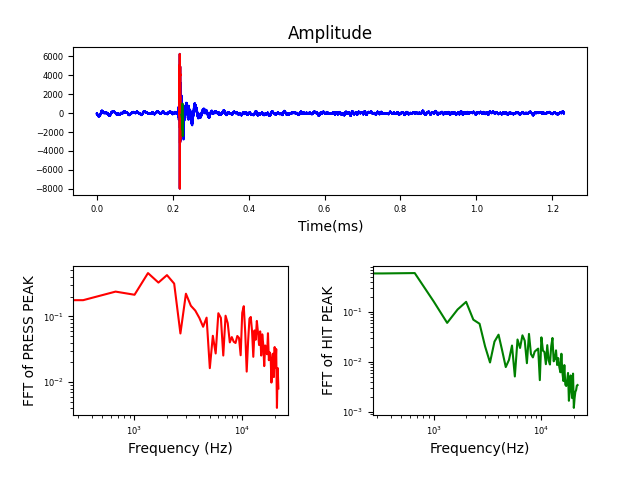 Amplitude
6000
4000
2000
0
−2000
−4000
−6000
−8000
0.0 0.2 0.4 0.6 0.8 1.0 1.2
Time(ms)
FFT of PRESS PEAK
10⁻¹
10⁻²
10³ 10⁴
Frequency (Hz)
FFT of HIT PEAK
10⁻¹
10⁻²
10⁻³
10³ 10⁴
Frequency(Hz)